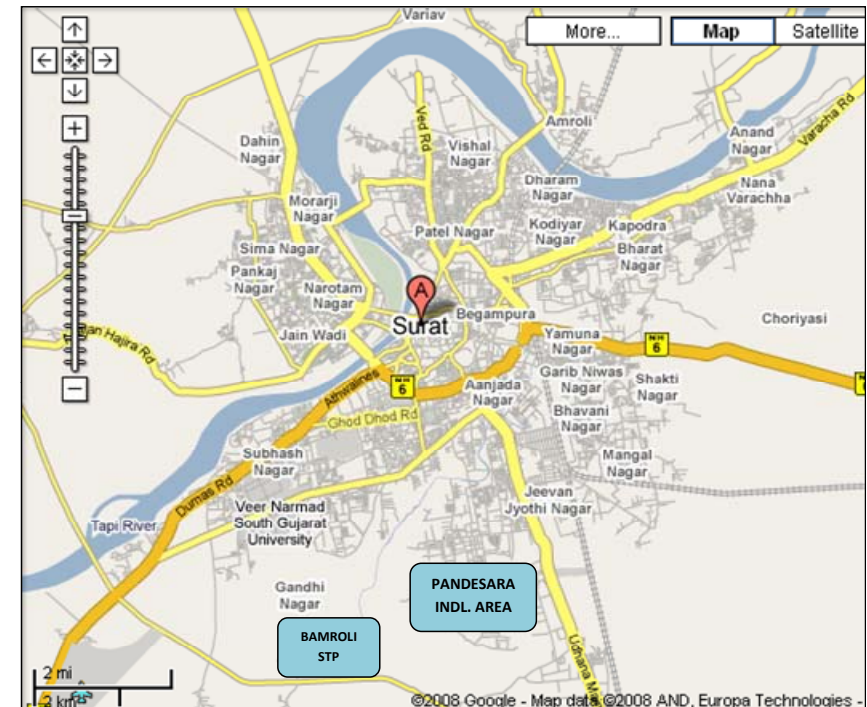 Variav
More...
Map
Satellite
Ved Rd
Amroli
Varacha Rd
Dahin
Nagar
Vishal
Nagar
Anand
Nagar
Dharam
Nagar
Nana
Varachha
Morarji
Nagar
Patel Nagar
Kodiyar
Nagar
Kapodra
Bharat
Nagar
Sima Nagar
Pankaj
Nagar
Narotam
Nagar
A
Surat
Begampura
Choriyasi
Jain Wadi
Hajira Rd
Yamuna
Nagar
NH
6
Garib Niwas
Nagar
Shakti
Nagar
Athwalines
NH
6
Aanjada
Nagar
Ghod Dhod Rd
Bhavani
Nagar
Subhash
Nagar
Mangal
Nagar
Dumas Rd
Jeevan
Jyothi Nagar
Veer Narmad
South Gujarat
University
Tapi River
Gandhi
Nagar
PANDESARA
INDL. AREA
BAMROLI
STP
Udhana
2 mi
km
©2008 Google - Map data ©2008 AND, Europa Technologies -